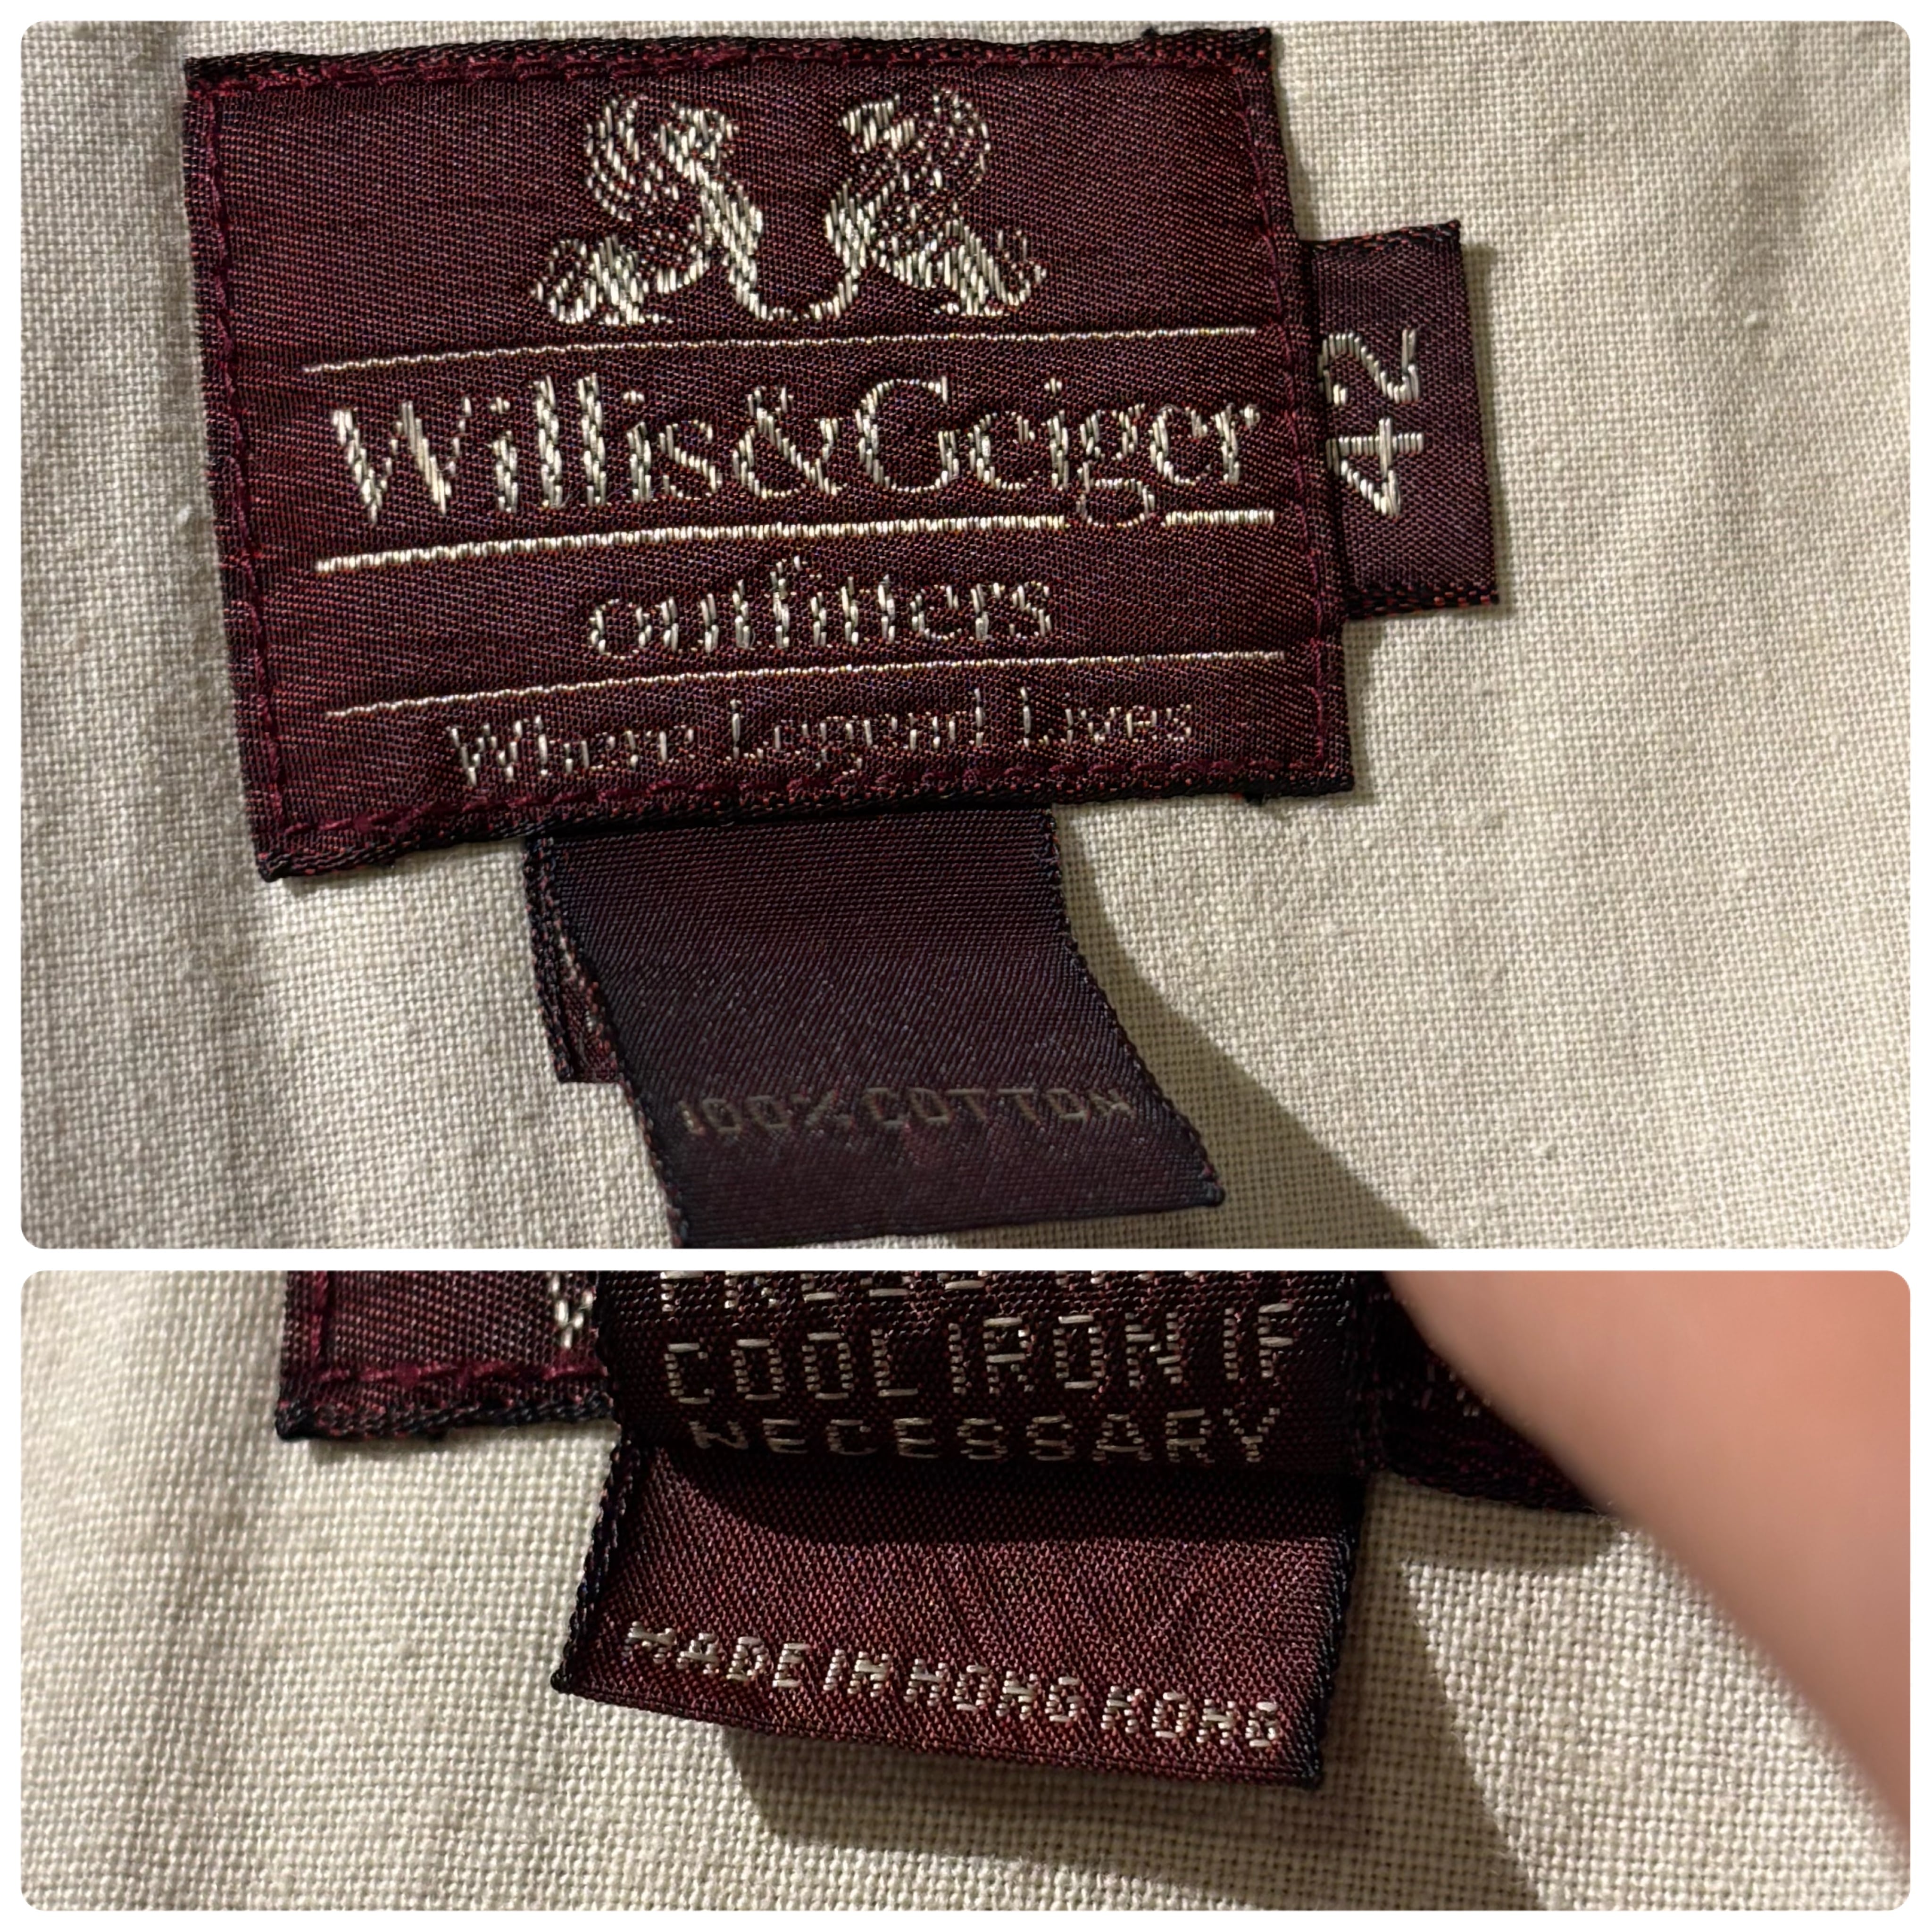 Willis&Geiger
outfitters
Where Legend Lives
42
100% COTTON
COOL IRON IF
NECESSARY
MADE IN HONG KONG